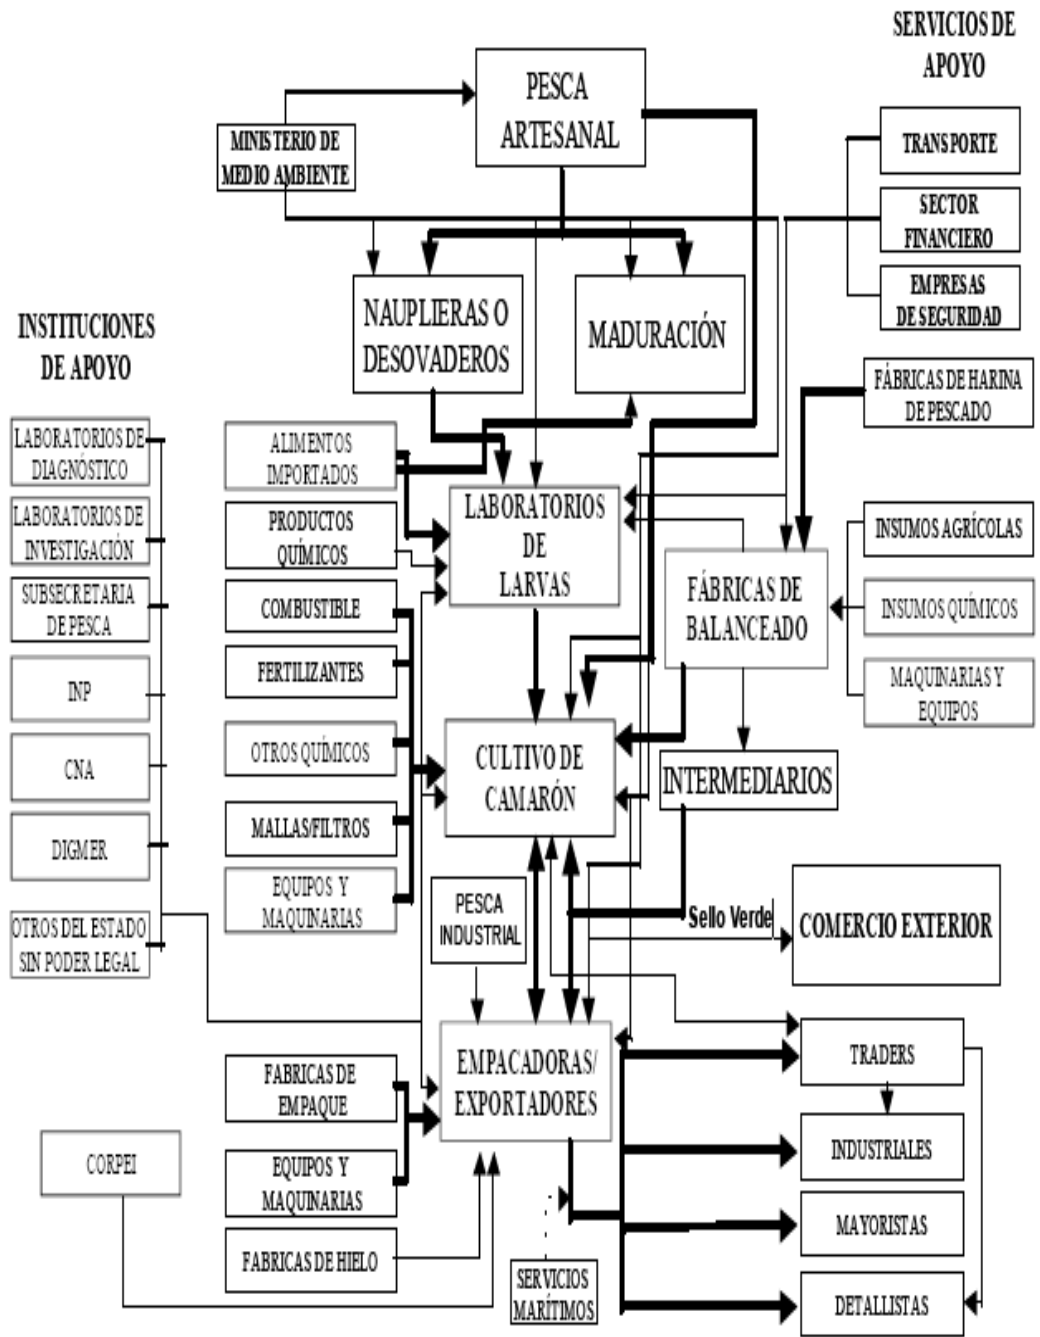 SERVICIOS DE
APOYO
PESCA
ARTESANAL
MINISTERIO DE
MEDIO AMBIENTE
TRANSPORTE
SECTOR
FINANCIERO
EMPRESAS
DE SEGURIDAD
NAUPLIERAS O
DESOVADEROS
MADURACIÓN
INSTITUCIONES
DE APOYO
FÁBRICAS DE HARINA
DE PESCADO
LABORATORIOS DE
DIAGNÓSTICO
LABORATORIOS DE
INVESTIGACIÓN
SUBSECRETARIA
DE PESCA
INP
CNA
DIGMER
OTROS DEL ESTADO
SIN PODER LEGAL
ALIMENTOS
IMPORTADOS
PRODUCTOS
QUÍMICOS
COMBUSTIBLE
FERTILIZANTES
OTROS QUÍMICOS
MALLAS/FILTROS
EQUIPOS Y
MAQUINARIAS
LABORATORIOS
DE
LARVAS
FÁBRICAS DE
BALANCEADO
INSUMOS AGRÍCOLAS
INSUMOS QUÍMICOS
MAQUINARIAS Y
EQUIPOS
CULTIVO DE
CAMARÓN
INTERMEDIARIOS
PESCA
INDUSTRIAL
Sello Verde
COMERCIO EXTERIOR
EMPACADORAS/
EXPORTADORES
TRADERS
INDUSTRIALES
MAYORISTAS
DETALLISTAS
FABRICAS DE
EMPAQUE
EQUIPOS Y
MAQUINARIAS
FABRICAS DE HIELO
CORPEI
SERVICIOS
MARÍTIMOS